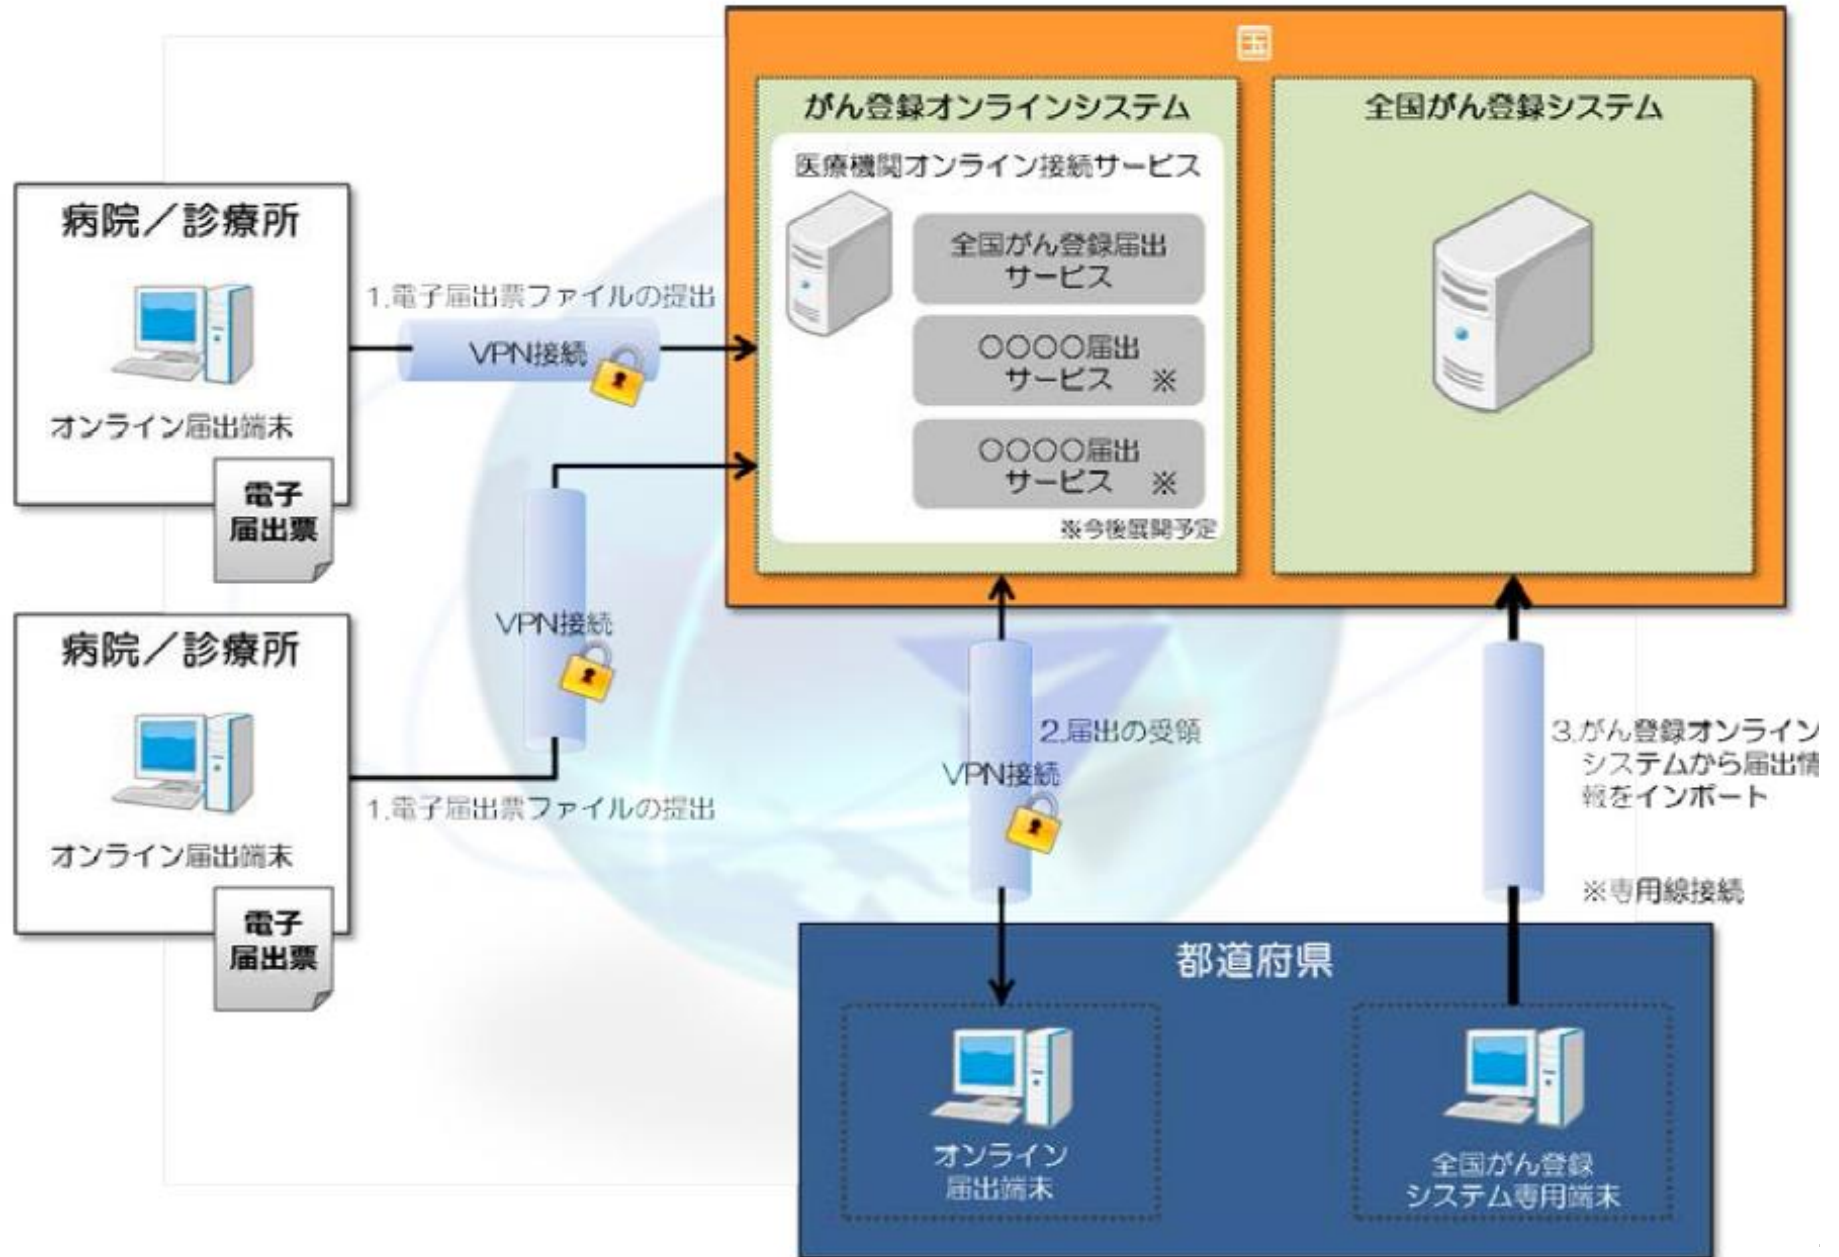 国
がん登録オンラインシステム
医療機関オンライン接続サービス
全国がん登録届出
サービス
〇〇〇〇届出
サービス ※
〇〇〇〇届出
サービス ※
※今後展開予定
全国がん登録システム
病院／診療所
オンライン届出端末
電子
届出票
1.電子届出票ファイルの提出
VPN接続
病院／診療所
オンライン届出端末
電子
届出票
VPN接続
1.電子届出票ファイルの提出
2.届出の受領
VPN接続
3.がん登録オンライン
システムから届出情
報をインポート
※専用線接続
都道府県
オンライン
届出端末
全国がん登録
システム専用端末